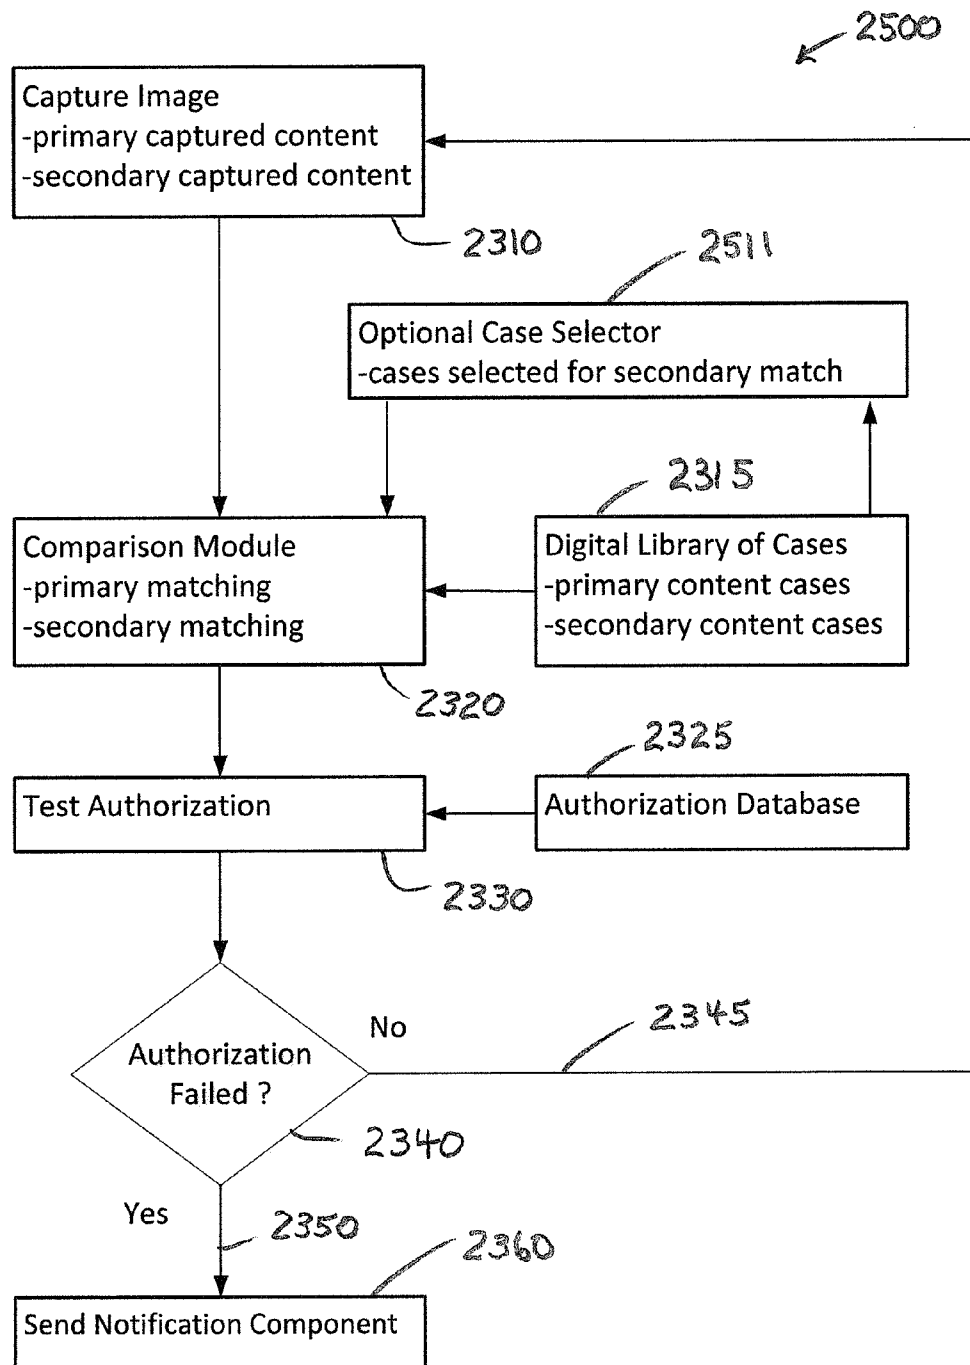 2500
Capture Image
-primary captured content
-secondary captured content
2310
2511
Optional Case Selector
-cases selected for secondary match
2315
Comparison Module
-primary matching
-secondary matching
Digital Library of Cases
-primary content cases
-secondary content cases
2320
2325
Test Authorization
Authorization Database
2330
No
2345
Authorization
Failed ?
2340
Yes
2350
2360
Send Notification Component